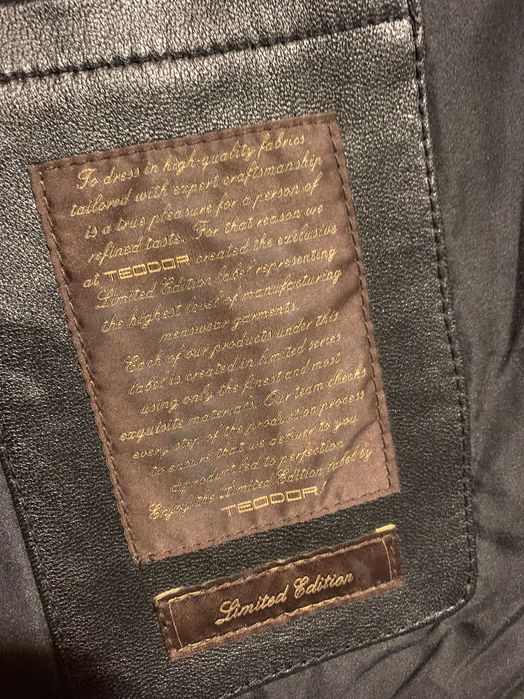 To dress in high-quality fabrics
tailored with expert craftsmanship
is a true pleasure for a person of
refined taste. For that reason we
at TEODOR created the exclusive
Limited Edition label representing
the highest level of manufacturing
menswear garments.
Each of our products under this
label is created in limited series
using only the finest and most
exquisite materials. Our team checks
every step of the production process
to ensure that we deliver to you
a product led to perfection
Enjoy the Limited Edition label by
TEODOR
Limited Edition